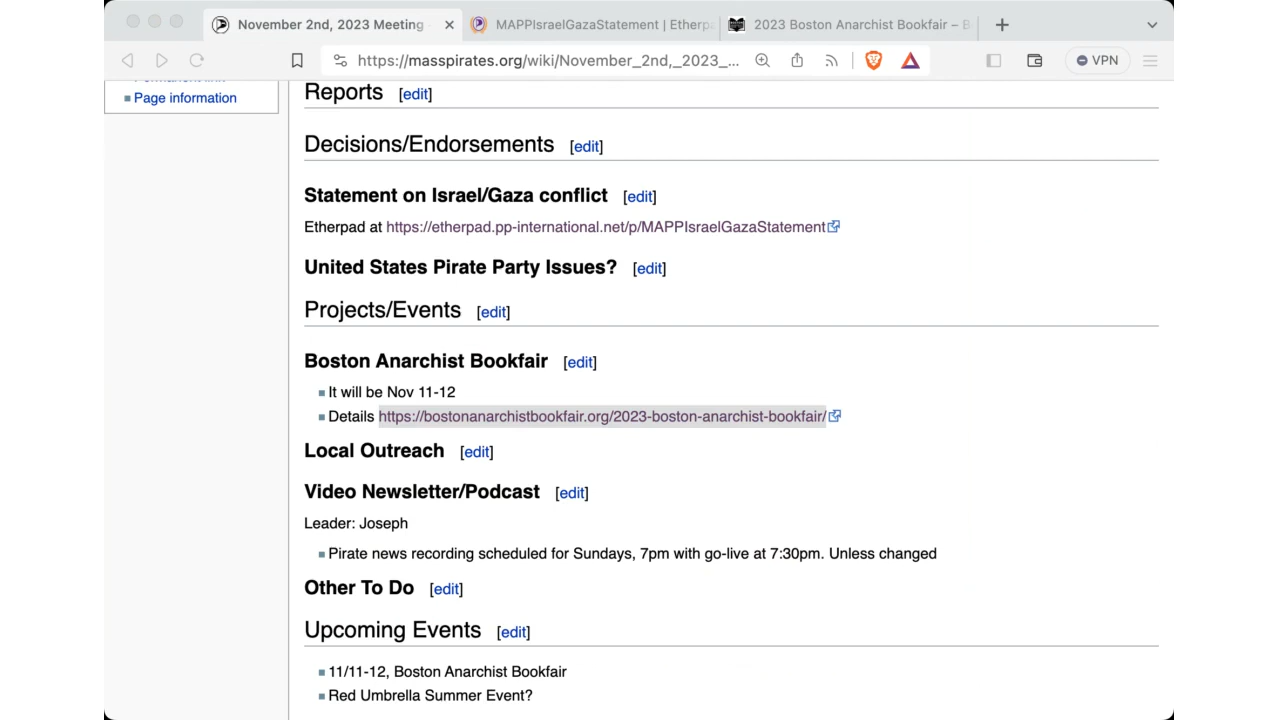 November 2nd, 2023 Meeting
MAPPIsraelGazaStatement | Etherp
2023 Boston Anarchist Bookfair – B
https://masspirates.org/wiki/November_2nd,_2023_...
VPN
Page information
Reports [edit]
Decisions/Endorsements [edit]
Statement on Israel/Gaza conflict [edit]
Etherpad at https://etherpad.pp-international.net/p/MAPPIsraelGazaStatement
United States Pirate Party Issues? [edit]
Projects/Events [edit]
Boston Anarchist Bookfair [edit]
It will be Nov 11-12
Details https://bostonanarchistbookfair.org/2023-boston-anarchist-bookfair/
Local Outreach [edit]
Video Newsletter/Podcast [edit]
Leader: Joseph
Pirate news recording scheduled for Sundays, 7pm with go-live at 7:30pm. Unless changed
Other To Do [edit]
Upcoming Events [edit]
11/11-12, Boston Anarchist Bookfair
Red Umbrella Summer Event?